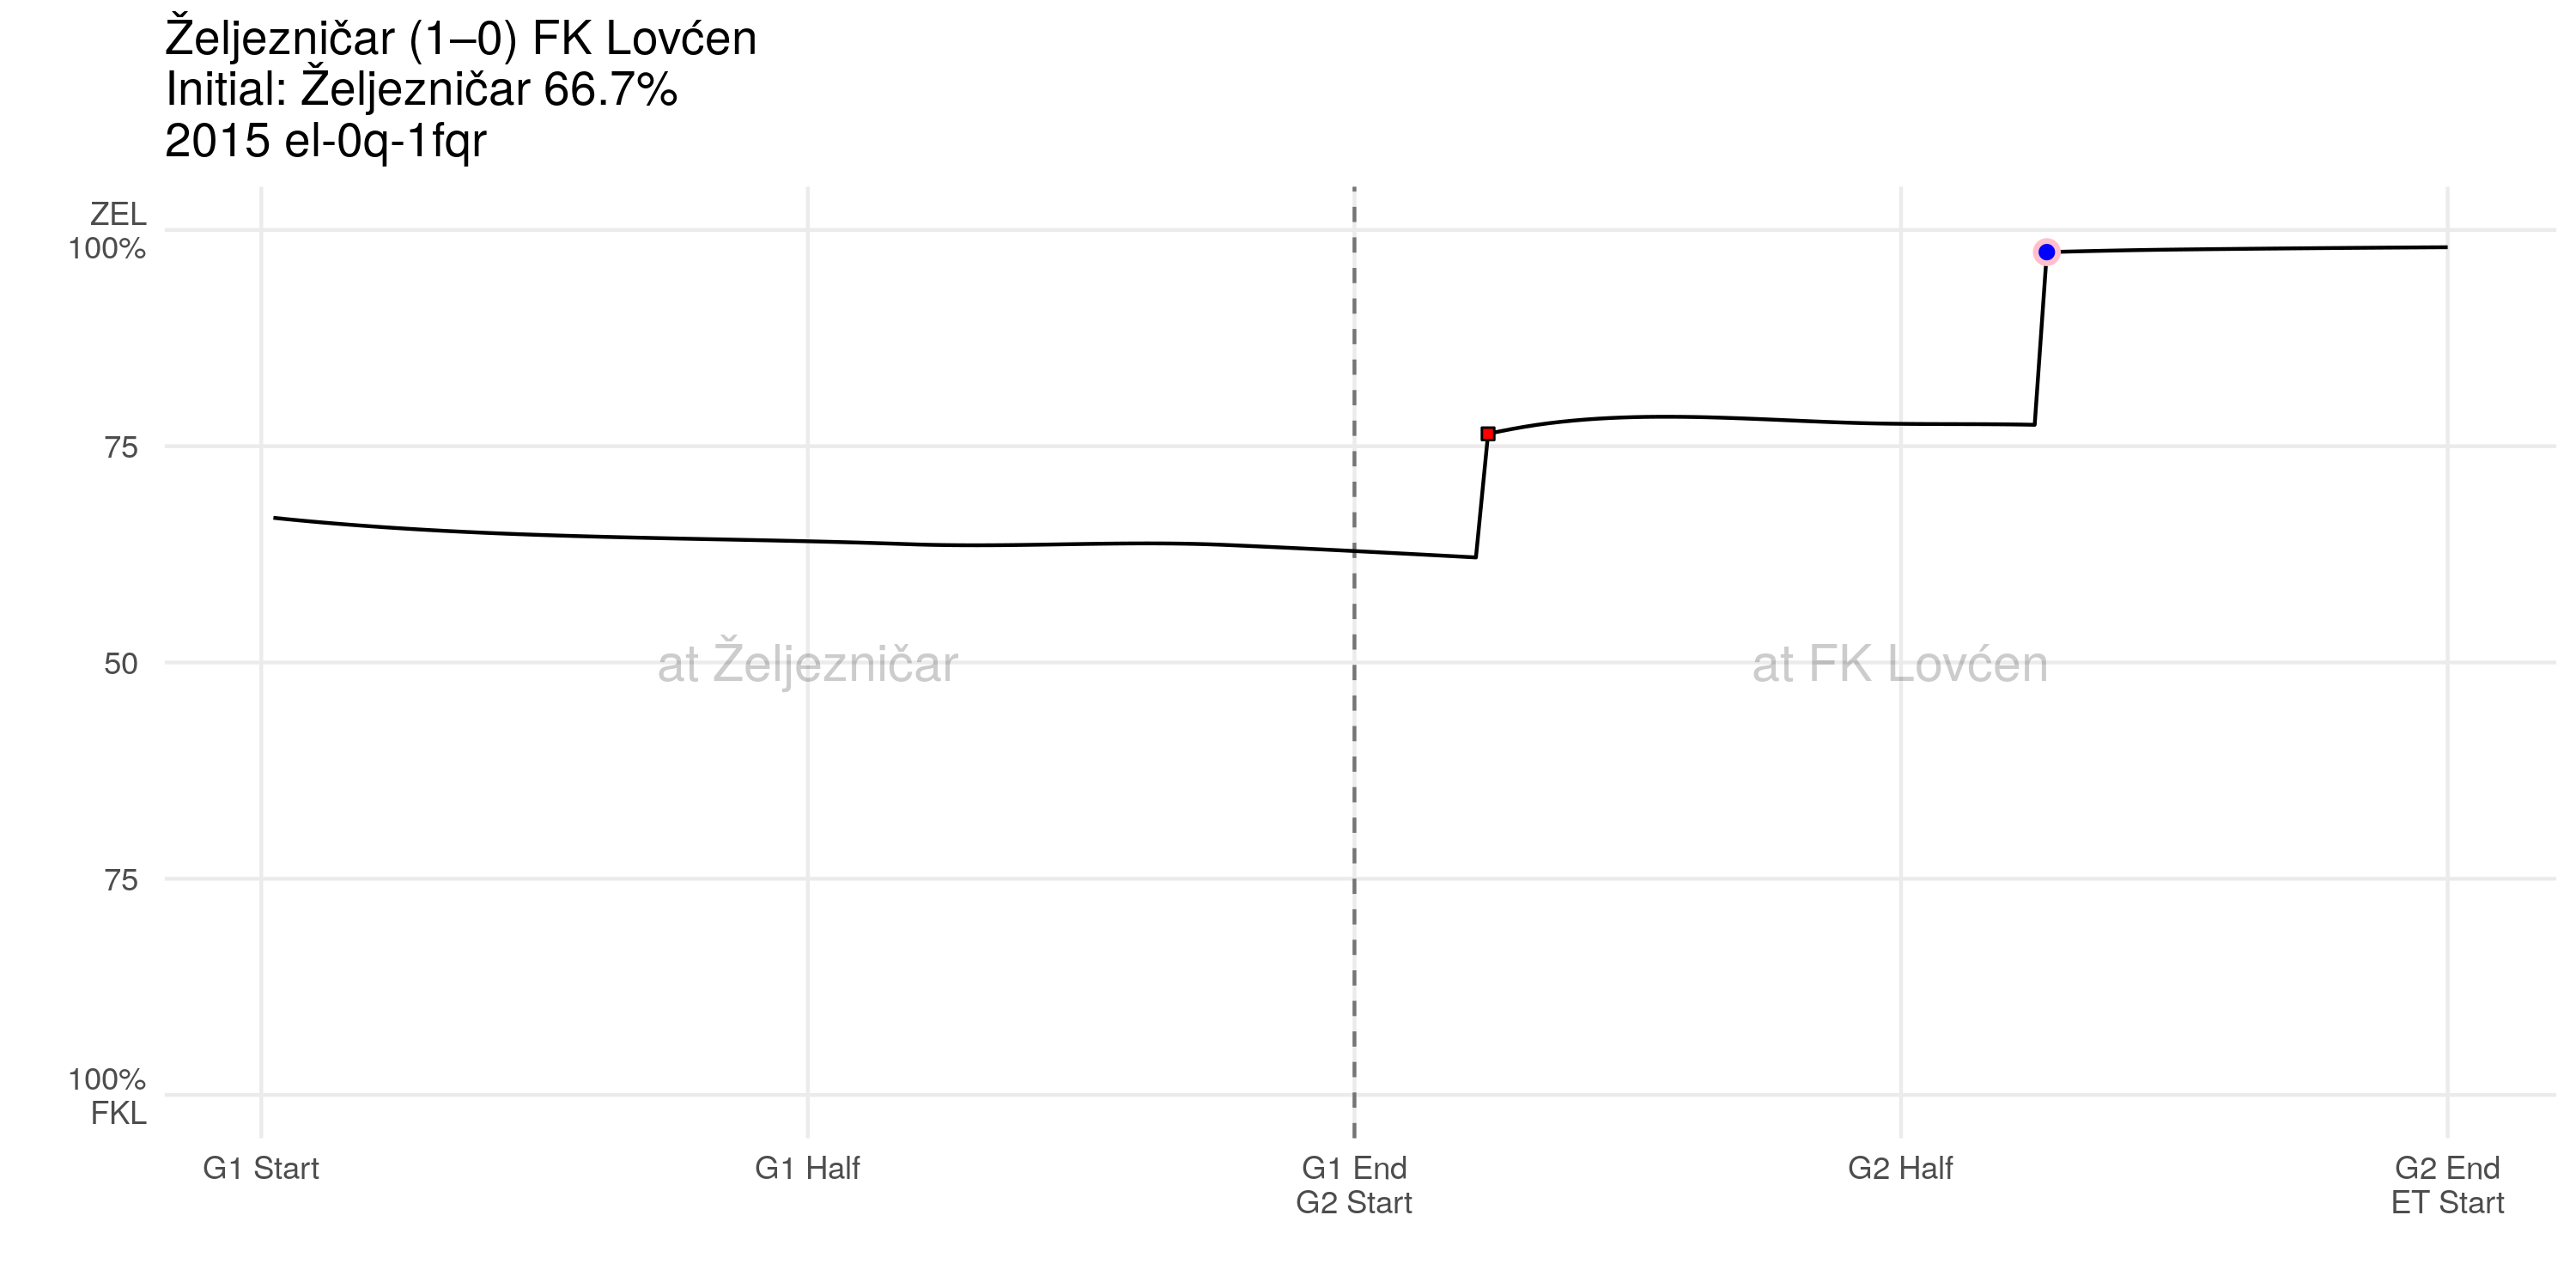 Željezničar (1–0) FK Lovćen
Initial: Željezničar 66.7%
2015 el-0q-1fqr
ZEL
100%
75
50
75
100%
FKL
at Željezničar
at FK Lovćen
G1 Start
G1 Half
G1 End
G2 Start
G2 Half
G2 End
ET Start